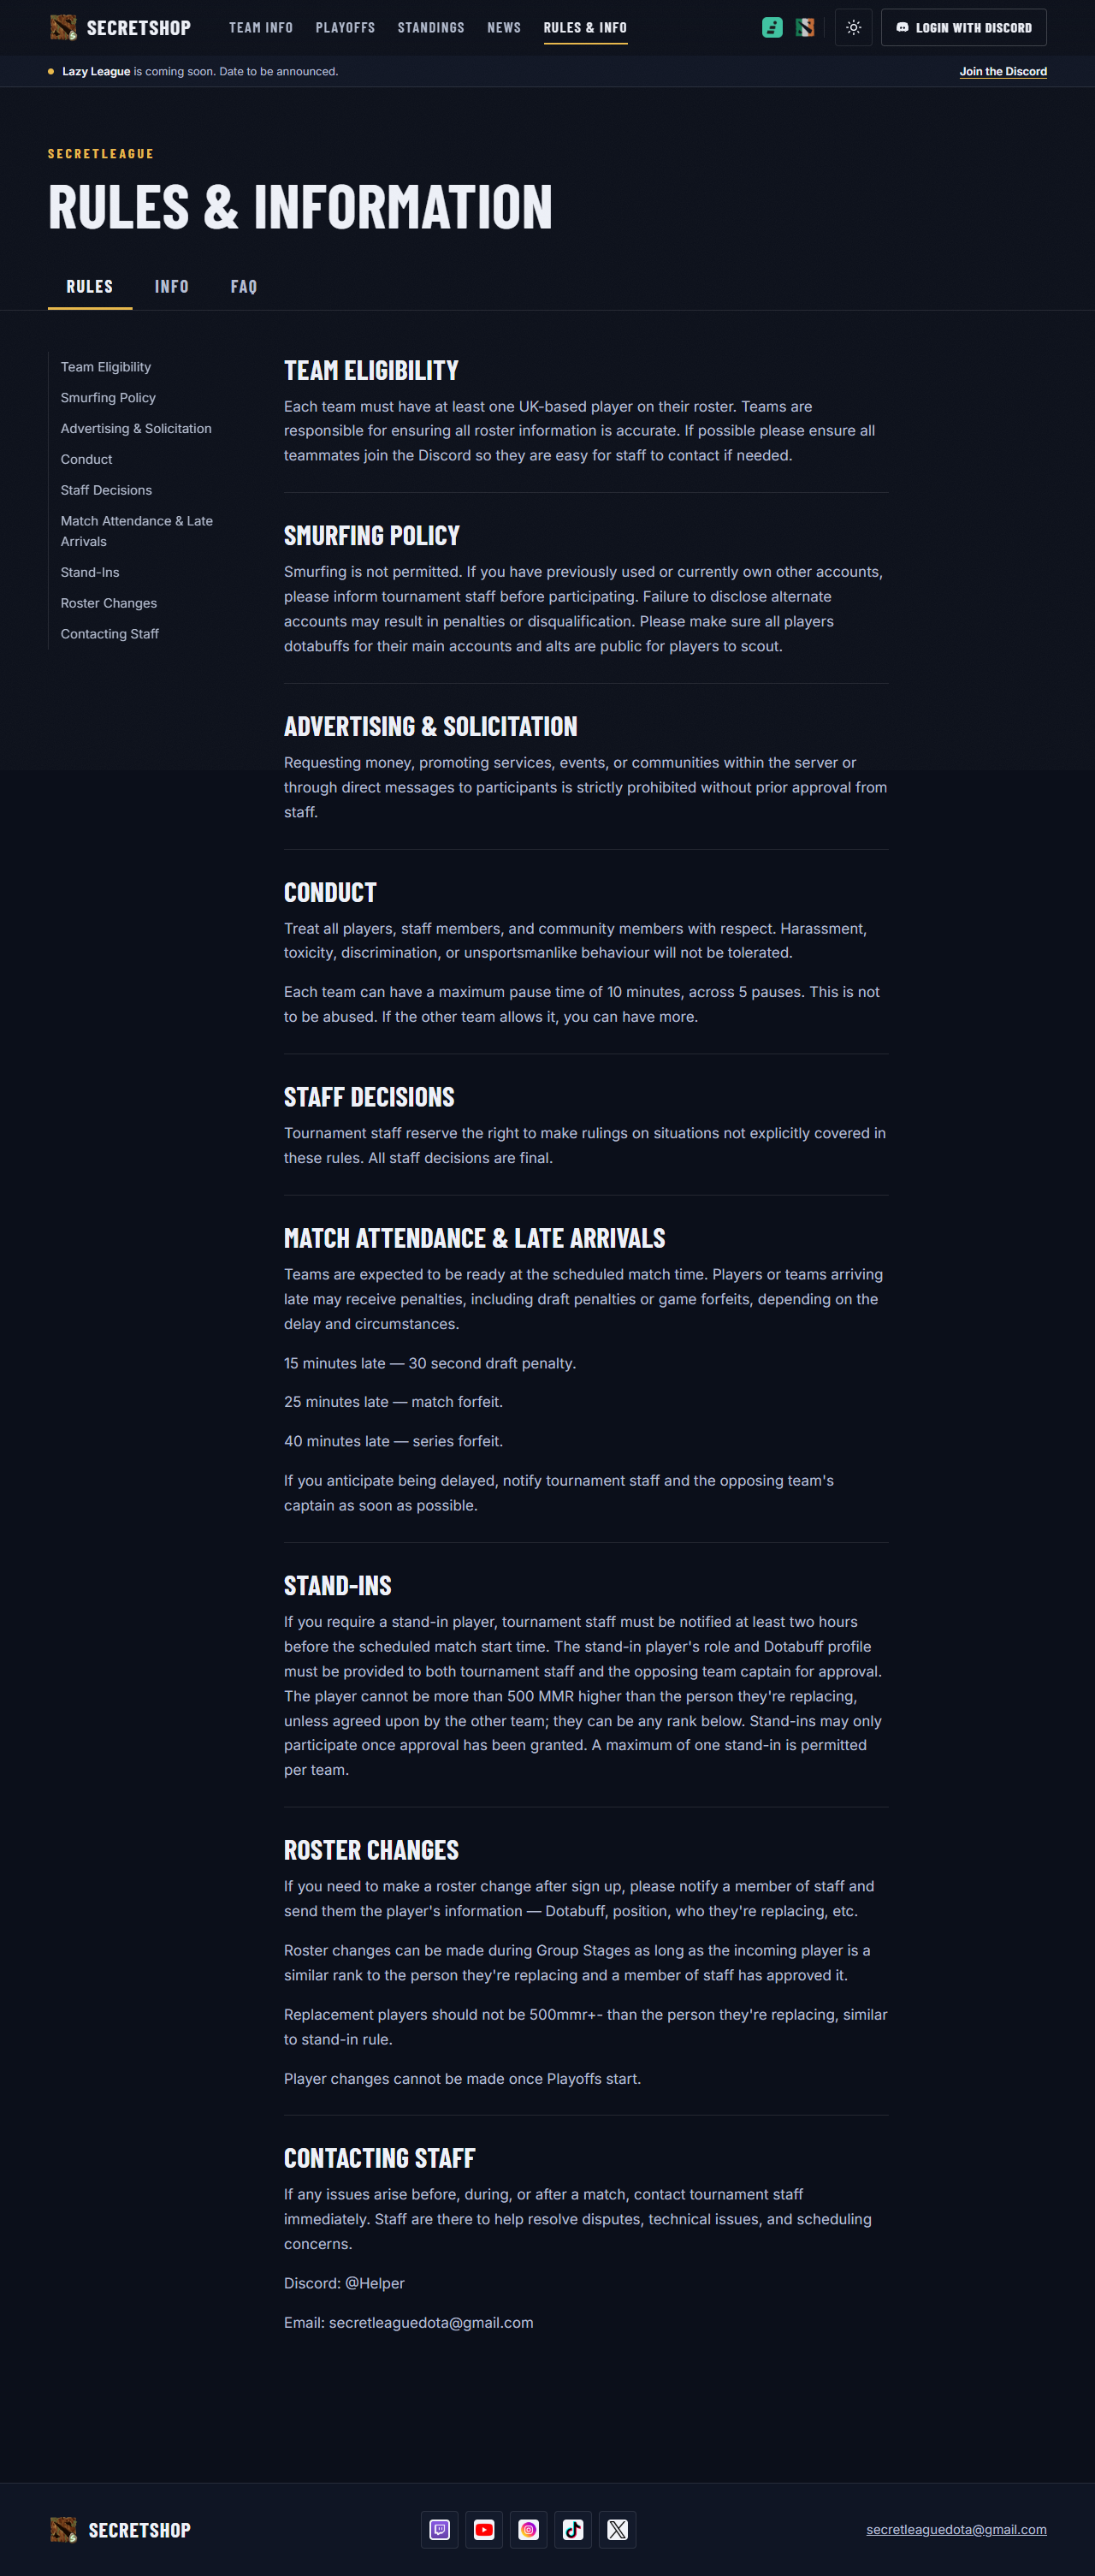 SECRETSHOP
TEAM INFO
PLAYOFFS
STANDINGS
NEWS
RULES & INFO
LOGIN WITH DISCORD
Lazy League is coming soon. Date to be announced.
Join the Discord
SECRETLEAGUE
RULES & INFORMATION
RULES
INFO
FAQ
Team Eligibility
Smurfing Policy
Advertising & Solicitation
Conduct
Staff Decisions
Match Attendance & Late
Arrivals
Stand-Ins
Roster Changes
Contacting Staff
TEAM ELIGIBILITY
Each team must have at least one UK-based player on their roster. Teams are
responsible for ensuring all roster information is accurate. If possible please ensure all
teammates join the Discord so they are easy for staff to contact if needed.
SMURFING POLICY
Smurfing is not permitted. If you have previously used or currently own other accounts,
please inform tournament staff before participating. Failure to disclose alternate
accounts may result in penalties or disqualification. Please make sure all players
dotabuffs for their main accounts and alts are public for players to scout.
ADVERTISING & SOLICITATION
Requesting money, promoting services, events, or communities within the server or
through direct messages to participants is strictly prohibited without prior approval from
staff.
CONDUCT
Treat all players, staff members, and community members with respect. Harassment,
toxicity, discrimination, or unsportsmanlike behaviour will not be tolerated.
Each team can have a maximum pause time of 10 minutes, across 5 pauses. This is not
to be abused. If the other team allows it, you can have more.
STAFF DECISIONS
Tournament staff reserve the right to make rulings on situations not explicitly covered in
these rules. All staff decisions are final.
MATCH ATTENDANCE & LATE ARRIVALS
Teams are expected to be ready at the scheduled match time. Players or teams arriving
late may receive penalties, including draft penalties or game forfeits, depending on the
delay and circumstances.
15 minutes late — 30 second draft penalty.
25 minutes late — match forfeit.
40 minutes late — series forfeit.
If you anticipate being delayed, notify tournament staff and the opposing team's
captain as soon as possible.
STAND-INS
If you require a stand-in player, tournament staff must be notified at least two hours
before the scheduled match start time. The stand-in player's role and Dotabuff profile
must be provided to both tournament staff and the opposing team captain for approval.
The player cannot be more than 500 MMR higher than the person they're replacing,
unless agreed upon by the other team; they can be any rank below. Stand-ins may only
participate once approval has been granted. A maximum of one stand-in is permitted
per team.
ROSTER CHANGES
If you need to make a roster change after sign up, please notify a member of staff and
send them the player's information — Dotabuff, position, who they're replacing, etc.
Roster changes can be made during Group Stages as long as the incoming player is a
similar rank to the person they're replacing and a member of staff has approved it.
Replacement players should not be 500mmr+- than the person they're replacing, similar
to stand-in rule.
Player changes cannot be made once Playoffs start.
CONTACTING STAFF
If any issues arise before, during, or after a match, contact tournament staff
immediately. Staff are there to help resolve disputes, technical issues, and scheduling
concerns.
Discord: @Helper
Email: secretleaguedota@gmail.com
SECRETSHOP
secretleaguedota@gmail.com